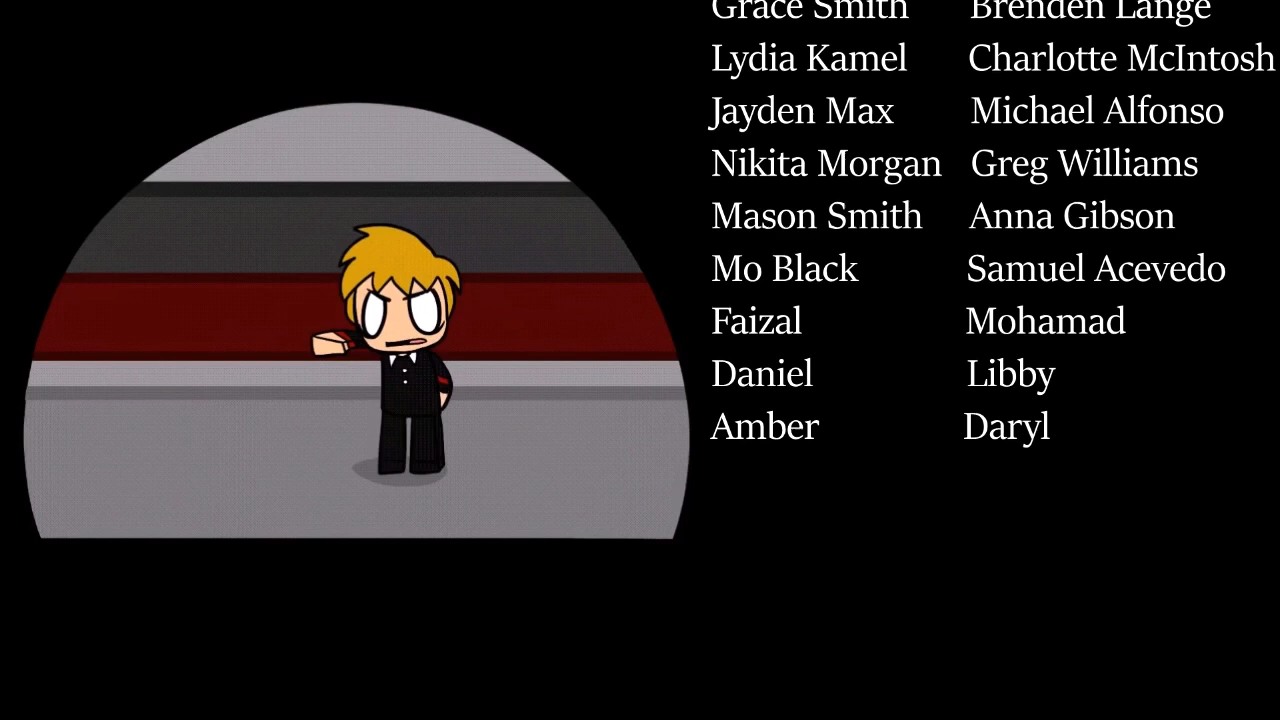 Grace Smith Brenden Lange
Lydia Kamel Charlotte McIntosh
Jayden Max Michael Alfonso
Nikita Morgan Greg Williams
Mason Smith Anna Gibson
Mo Black Samuel Acevedo
Faizal Mohamad
Daniel Libby
Amber Daryl